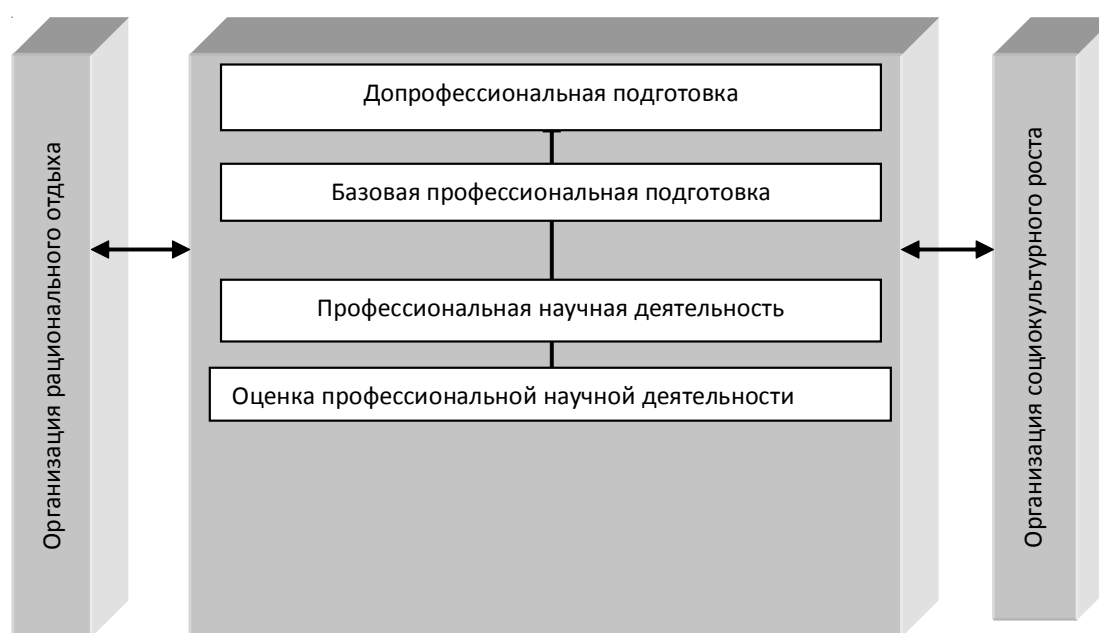 Организация рационального отдыха
Допрофессиональная подготовка
Базовая профессиональная подготовка
Профессиональная научная деятельность
Оценка профессиональной научной деятельности
Организация социокультурного роста